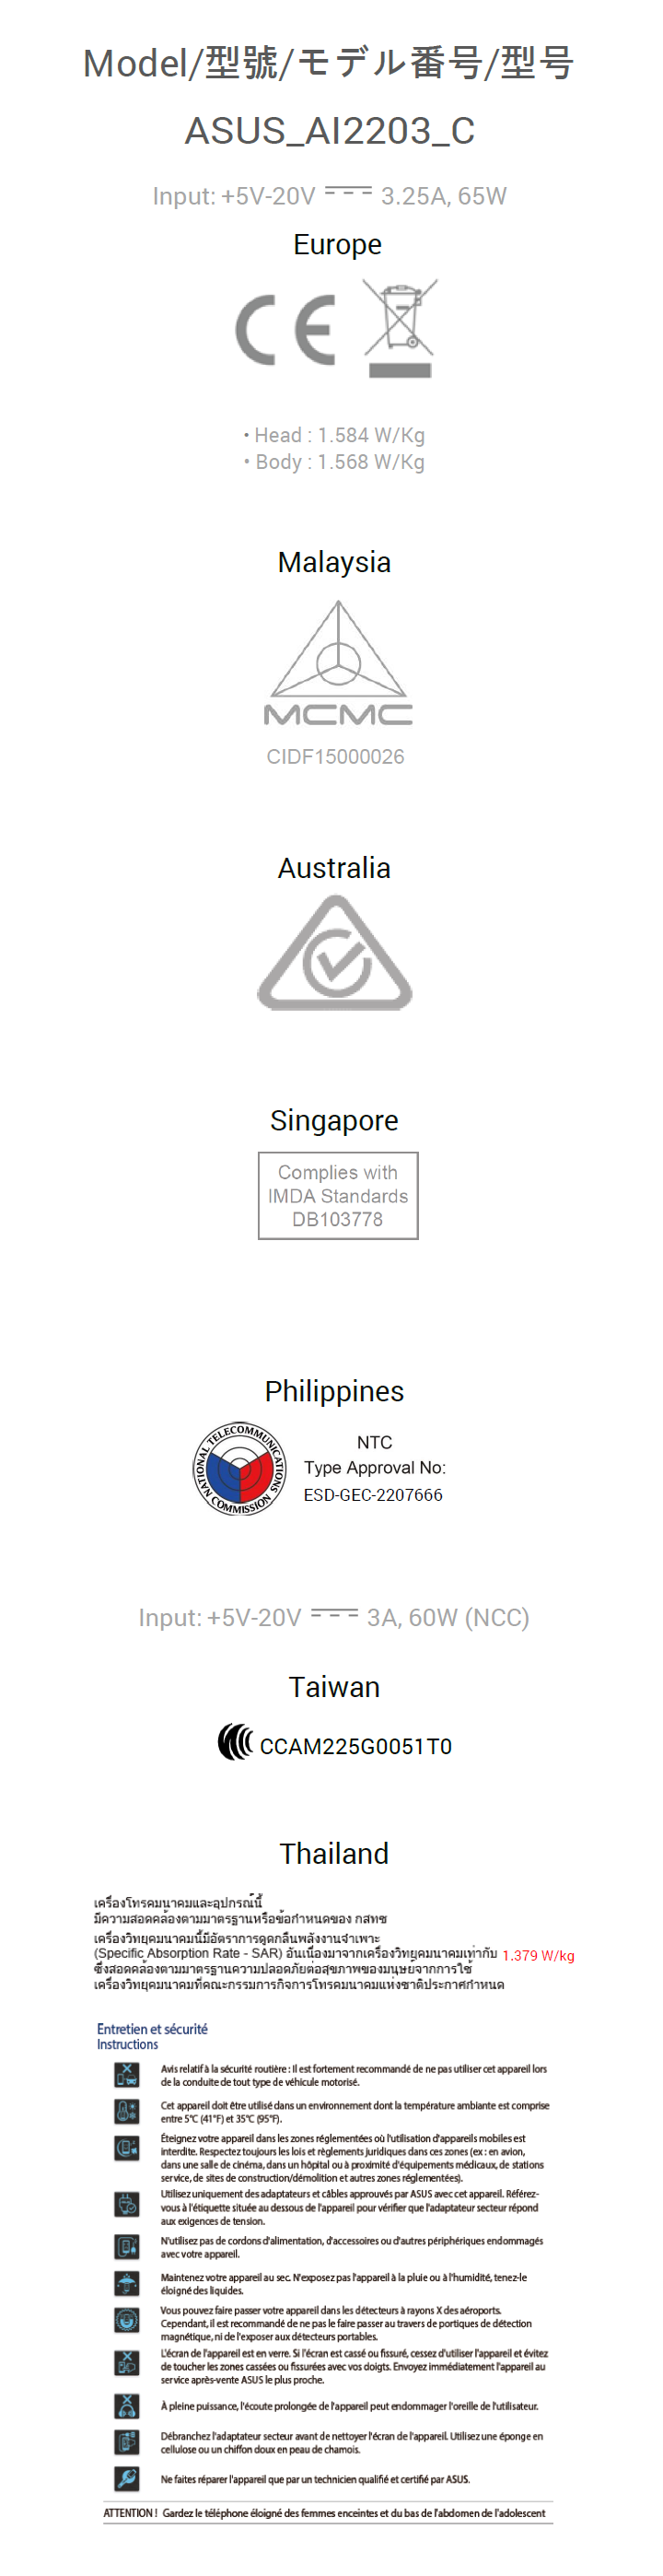 Model/型號/モデル番号/型号
ASUS_AI2203_C
Input: +5V-20V ⎓ 3.25A, 65W
Europe
CE
• Head : 1.584 W/Kg
• Body : 1.568 W/Kg
Malaysia
MCMC
CIDF15000026
Australia
Singapore
Complies with
IMDA Standards
DB103778
Philippines
NATIONAL TELECOMMUNICATIONS COMMISSION
NTC
Type Approval No:
ESD-GEC-2207666
Input: +5V-20V ⎓ 3A, 60W (NCC)
Taiwan
CCAM225G0051T0
Thailand
เครื่องโทรคมนาคมและอุปกรณ์นี้
มีความสอดคล้องตามมาตรฐานหรือข้อกำหนดของ กสทช
เครื่องวิทยุคมนาคมนี้มีอัตราการดูดกลืนพลังงานจำเพาะ
(Specific Absorption Rate - SAR) อันเนื่องมาจากเครื่องวิทยุคมนาคมเท่ากับ 1.379 W/kg
ซึ่งสอดคล้องตามมาตรฐานความปลอดภัยต่อสุขภาพของมนุษย์จากการใช้
เครื่องวิทยุคมนาคมที่คณะกรรมการกิจการโทรคมนาคมแห่งชาติประกาศกำหนด
Entretien et sécurité
Instructions
Avis relatif à la sécurité routière : Il est fortement recommandé de ne pas utiliser cet appareil lors
de la conduite de tout type de véhicule motorisé.
Cet appareil doit être utilisé dans un environnement dont la température ambiante est comprise
entre 5°C (41°F) et 35°C (95°F).
Éteignez votre appareil dans les zones réglementées où l'utilisation d'appareils mobiles est
interdite. Respectez toujours les lois et règlements juridiques dans ces zones (ex : en avion,
dans une salle de cinéma, dans un hôpital ou à proximité d'équipements médicaux, de stations
service, de sites de construction/démolition et autres zones réglementées).
Utilisez uniquement des adaptateurs et câbles approuvés par ASUS avec cet appareil. Référez-
vous à l'étiquette située au dessous de l'appareil pour vérifier que l'adaptateur secteur répond
aux exigences de tension.
N'utilisez pas de cordons d'alimentation, d'accessoires ou d'autres périphériques endommagés
avec votre appareil.
Maintenez votre appareil au sec. N'exposez pas l'appareil à la pluie ou à l'humidité, tenez-le
éloigné des liquides.
Vous pouvez faire passer votre appareil dans les détecteurs à rayons X des aéroports.
Cependant, il est recommandé de ne pas le faire passer au travers de portiques de détection
magnétique, ni de l'exposer aux détecteurs portables.
L'écran de l'appareil est en verre. Si l'écran est cassé ou fissuré, cessez d'utiliser l'appareil et évitez
de toucher les zones cassées ou fissurées avec vos doigts. Envoyez immédiatement l'appareil au
service après-vente ASUS le plus proche.
À pleine puissance, l'écoute prolongée de l'appareil peut endommager l'oreille de l'utilisateur.
Débranchez l'adaptateur secteur avant de nettoyer l'écran de l'appareil. Utilisez une éponge en
cellulose ou un chiffon doux en peau de chamois.
Ne faites réparer l'appareil que par un technicien qualifié et certifié par ASUS.
ATTENTION ! Gardez le téléphone éloigné des femmes enceintes et du bas de l'abdomen de l'adolescent